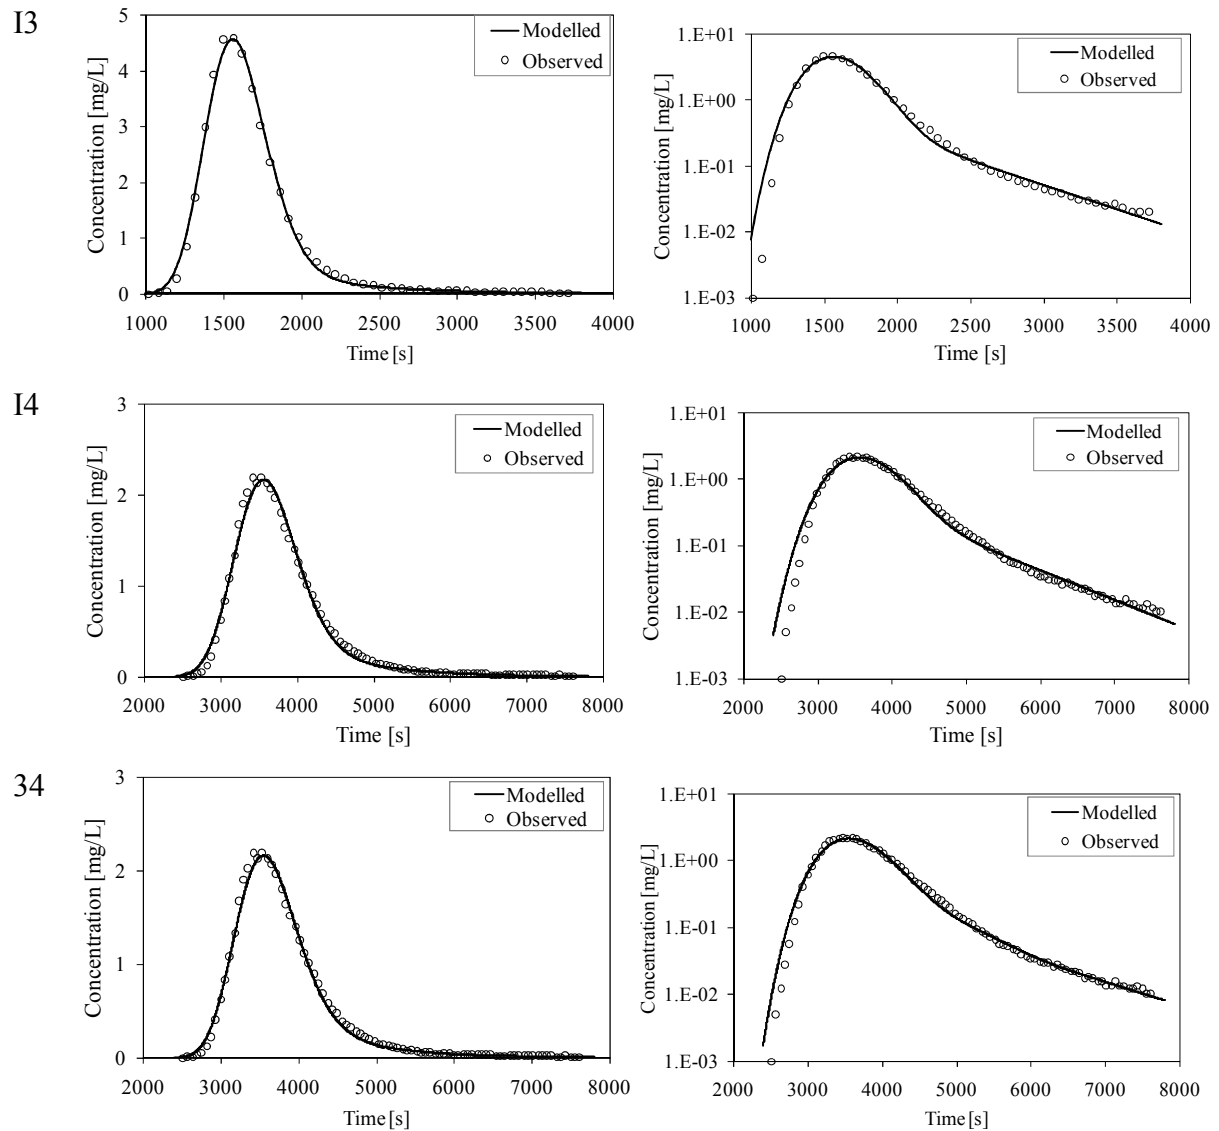 I3
5
4
3
2
1
0
Concentration [mg/L]
Modelled
Observed
1000 1500 2000 2500 3000 3500 4000
Time [s]
1.E+01
1.E+00
1.E-01
1.E-02
1.E-03
Concentration [mg/L]
Modelled
Observed
1000 1500 2000 2500 3000 3500 4000
Time [s]
I4
3
2
1
0
Concentration [mg/L]
Modelled
Observed
2000 3000 4000 5000 6000 7000 8000
Time [s]
1.E+01
1.E+00
1.E-01
1.E-02
1.E-03
Concentration [mg/L]
Modelled
Observed
2000 3000 4000 5000 6000 7000 8000
Time [s]
34
3
2
1
0
Concentration [mg/L]
Modelled
Observed
2000 3000 4000 5000 6000 7000 8000
Time [s]
1.E+01
1.E+00
1.E-01
1.E-02
1.E-03
Concentration [mg/L]
Modelled
Observed
2000 3000 4000 5000 6000 7000 8000
Time [s]